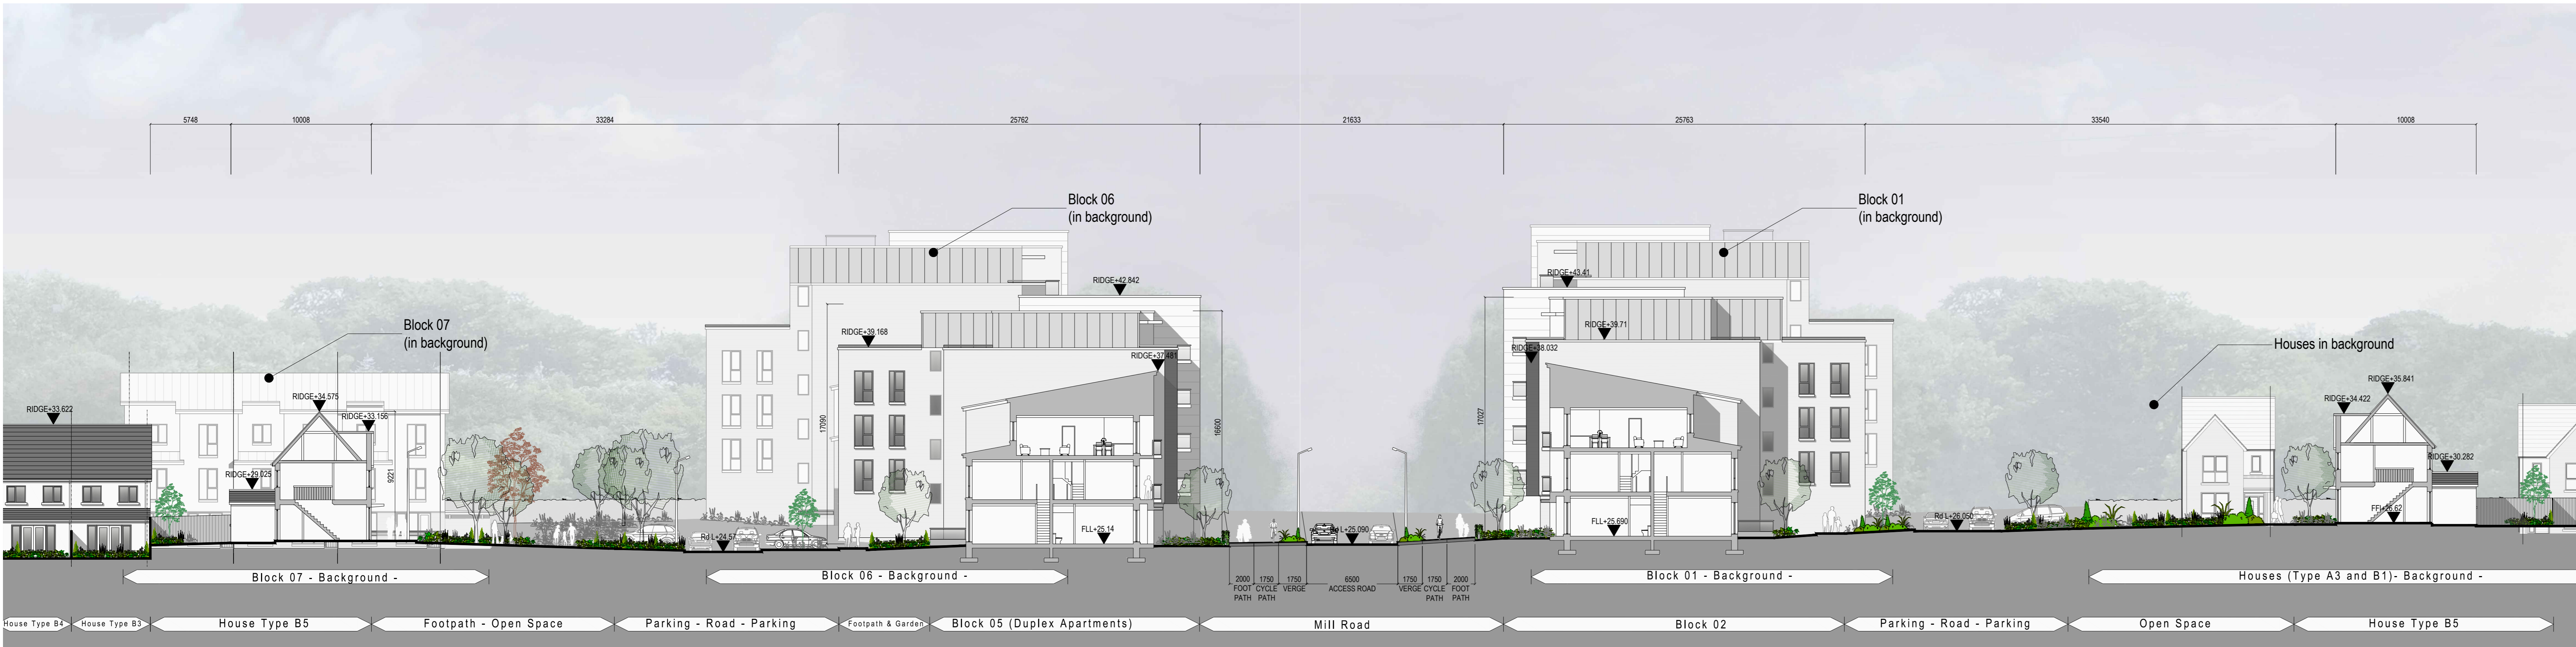 5748
10008
33284
25762
21633
25763
33540
10008
Block 06
(in background)
Block 01
(in background)
RIDGE+43.41
RIDGE+42.842
Block 07
(in background)
RIDGE+39.168
RIDGE+37.481
RIDGE+39.71
RIDGE+38.032
Houses in background
RIDGE+33.622
RIDGE+34.575
RIDGE+33.156
RIDGE+29.025
9221
17090
16600
17027
RIDGE+35.841
RIDGE+34.422
RIDGE+30.282
Rd L+24.57
FLL+25.14
Rd L+25.090
FLL+25.690
Rd L+26.050
FFl+26.62
Block 07 - Background -
Block 06 - Background -
2000
FOOT
PATH
1750
CYCLE
PATH
1750
VERGE
6500
ACCESS ROAD
1750
VERGE
1750
CYCLE
PATH
2000
FOOT
PATH
Block 01 - Background -
Houses (Type A3 and B1)- Background -
House Type B4
House Type B3
House Type B5
Footpath - Open Space
Parking - Road - Parking
Footpath & Garden
Block 05 (Duplex Apartments)
Mill Road
Block 02
Parking - Road - Parking
Open Space
House Type B5